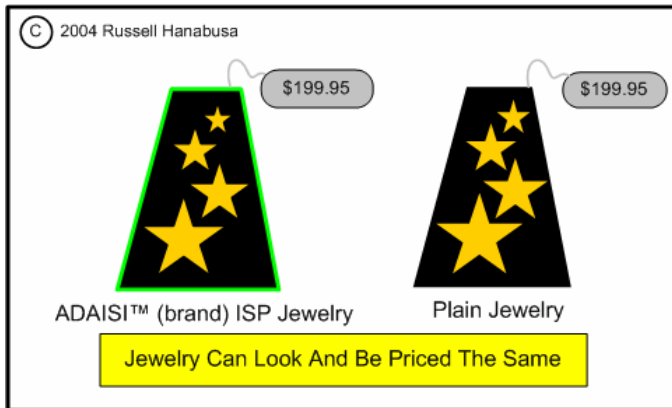 C 2004 Russell Hanabusa
$199.95
$199.95
ADAISI™ (brand) ISP Jewelry
Plain Jewelry
Jewelry Can Look And Be Priced The Same